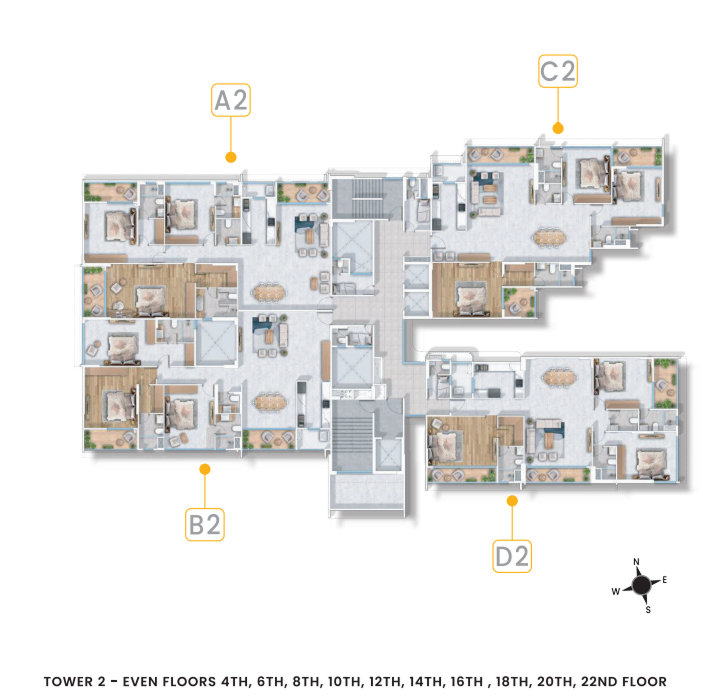 C2
A2
B2
D2
N
W E
S
TOWER 2 - EVEN FLOORS 4TH, 6TH, 8TH, 10TH, 12TH, 14TH, 16TH , 18TH, 20TH, 22ND FLOOR